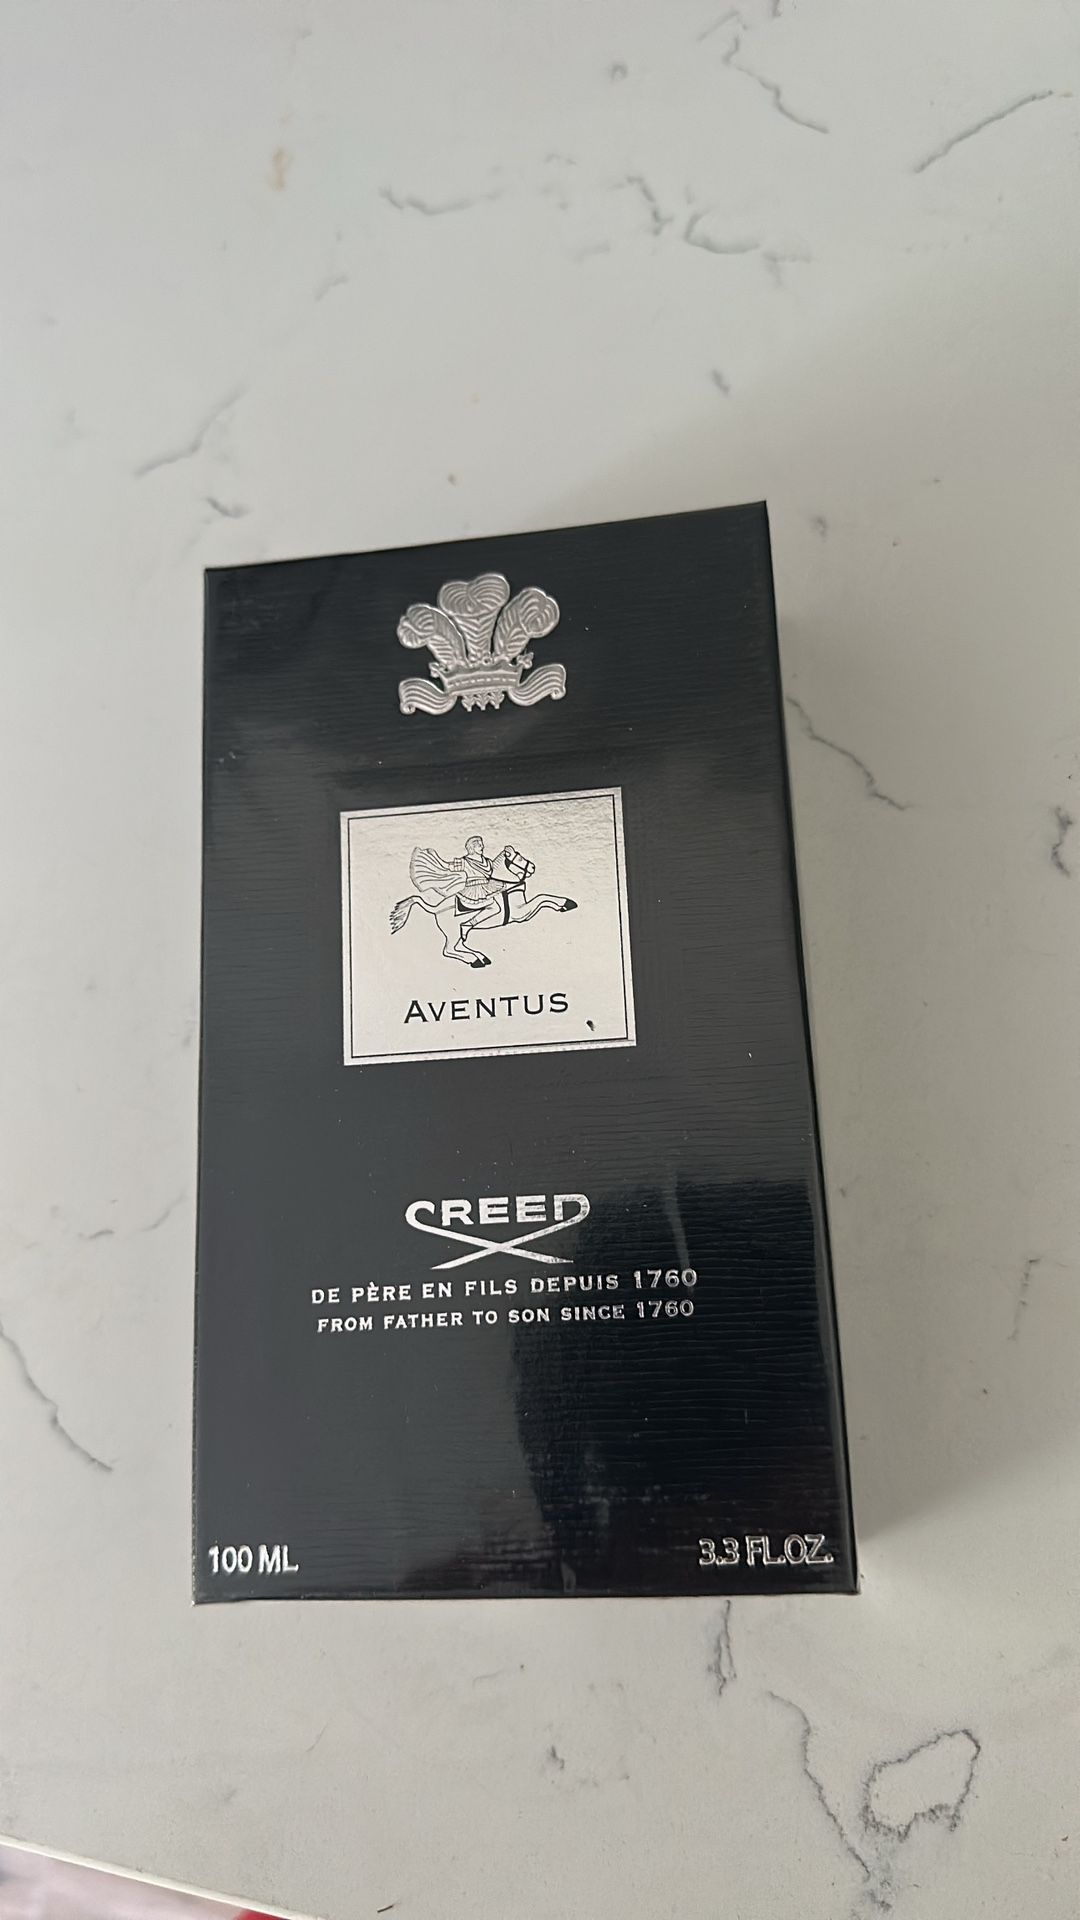 AVENTUS
CREED
DE PÈRE EN FILS DEPUIS 1760
FROM FATHER TO SON SINCE 1760
100 ML
3.3 FL.OZ.